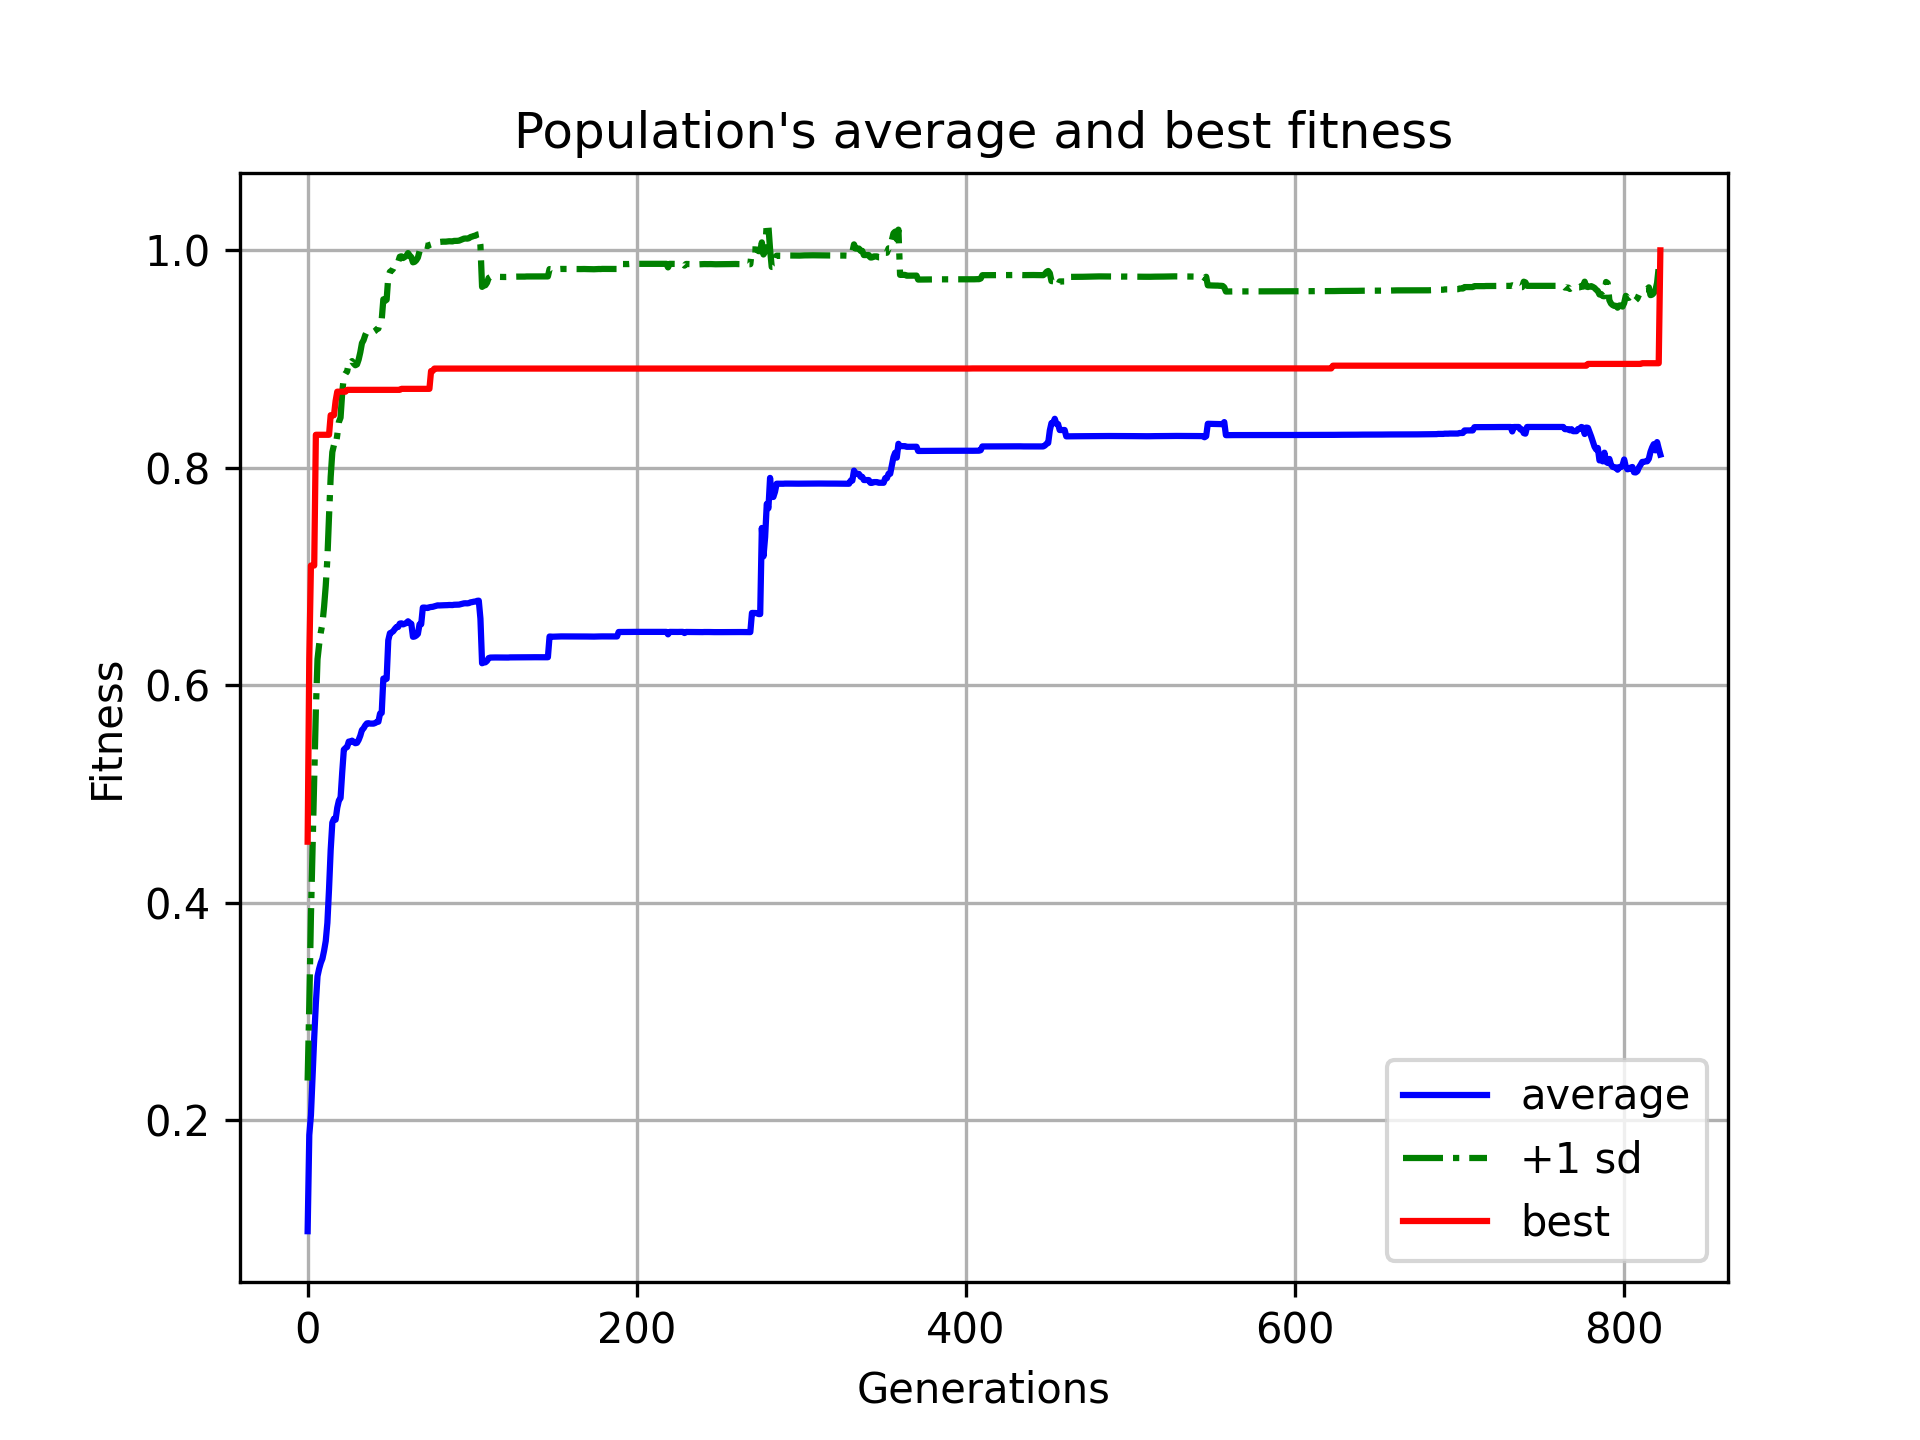 Population's average and best fitness
1.0
0.8
0.6
0.4
0.2
Fitness
0 200 400 600 800
Generations
average
+1 sd
best